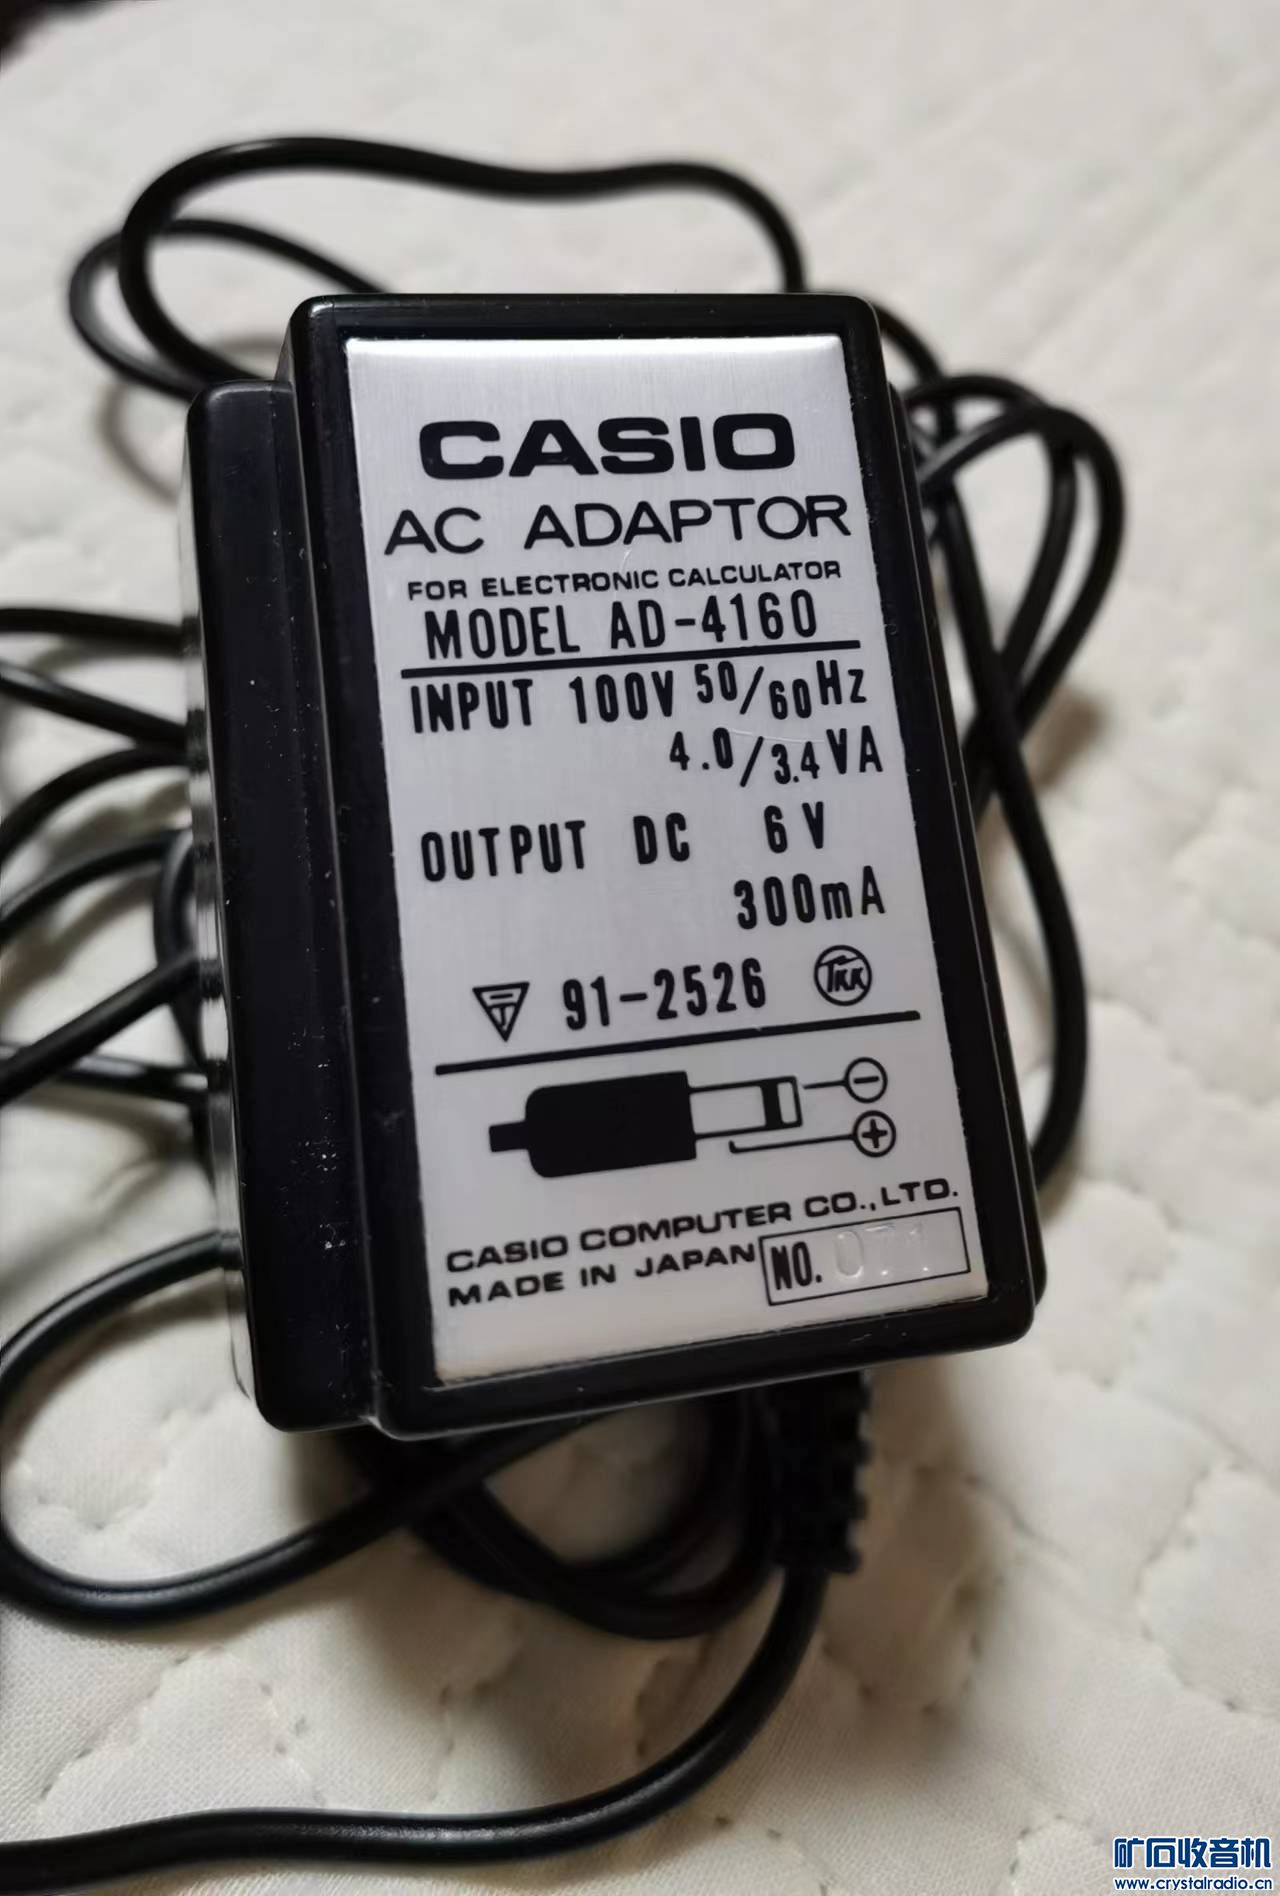 CASIO
AC ADAPTOR
FOR ELECTRONIC CALCULATOR
MODEL AD-4160
INPUT 100V 50/60Hz
4.0/3.4VA
OUTPUT DC 6V
300mA
T 91-2526 TKK
CASIO COMPUTER CO.,LTD.
MADE IN JAPAN NO. 071
矿石收音机
www.crystalradio.cn